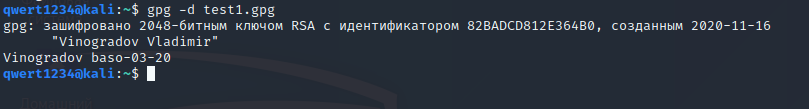 qwert1234@kali:~$ gpg -d test1.gpg
gpg: зашифровано 2048-битным ключом RSA с идентификатором 82BADCD812E364B0, созданным 2020-11-16
"Vinogradov Vladimir"
Vinogradov baso-03-20
qwert1234@kali:~$